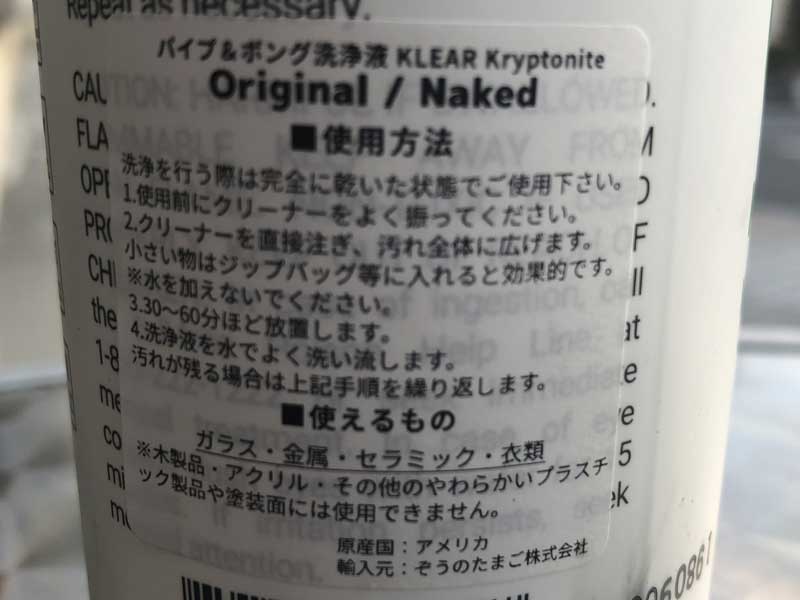 Repeat as necessary.
パイプ&ボング洗浄液 KLEAR Kryptonite
Original / Naked
■使用方法
洗浄を行う際は完全に乾いた状態でご使用下さい。
1.使用前にクリーナーをよく振ってください。
2.クリーナーを直接注ぎ、汚れ全体に広げます。
小さい物はジップバッグ等に入れると効果的です。
※水を加えないでください。
3.30〜60分ほど放置します。
4.洗浄液を水でよく洗い流します。
汚れが残る場合は上記手順を繰り返します。
■使えるもの
ガラス・金属・セラミック・衣類
※木製品・アクリル・その他のやわらかいプラスチ
ック製品や塗装面には使用できません。
原産国:アメリカ
輸入元:ぞうのたまご株式会社